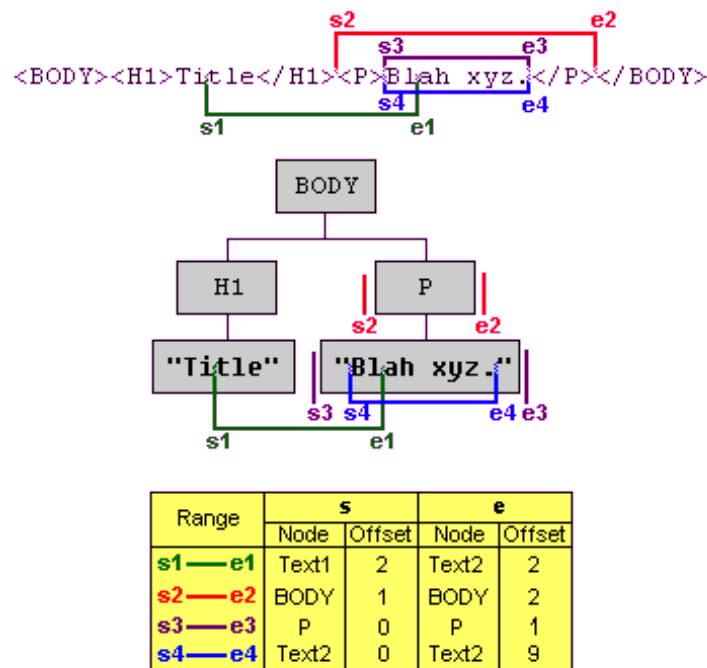 s2 e2
s3 e3
<BODY><H1>Title</H1><P>Blah xyz.</P></BODY>
s4 e4
s1 e1
BODY
H1 P
s2 e2
"Title" "Blah xyz."
s3 s4 e4 e3
s1 e1
Range s e
Node Offset Node Offset
s1 e1 Text1 2 Text2 2
s2 e2 BODY 1 BODY 2
s3 e3 P 0 P 1
s4 e4 Text2 0 Text2 9